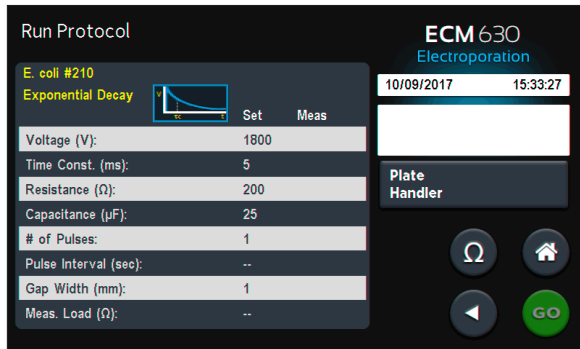 Run Protocol
ECM 630
Electroporation
E. coli #210
Exponential Decay
V
τc
t
Set Meas
10/09/2017 15:33:27
Voltage (V): 1800
Time Const. (ms): 5
Resistance (Ω): 200
Capacitance (µF): 25
# of Pulses: 1
Pulse Interval (sec): --
Gap Width (mm): 1
Meas. Load (Ω): --
Plate
Handler
Ω
GO